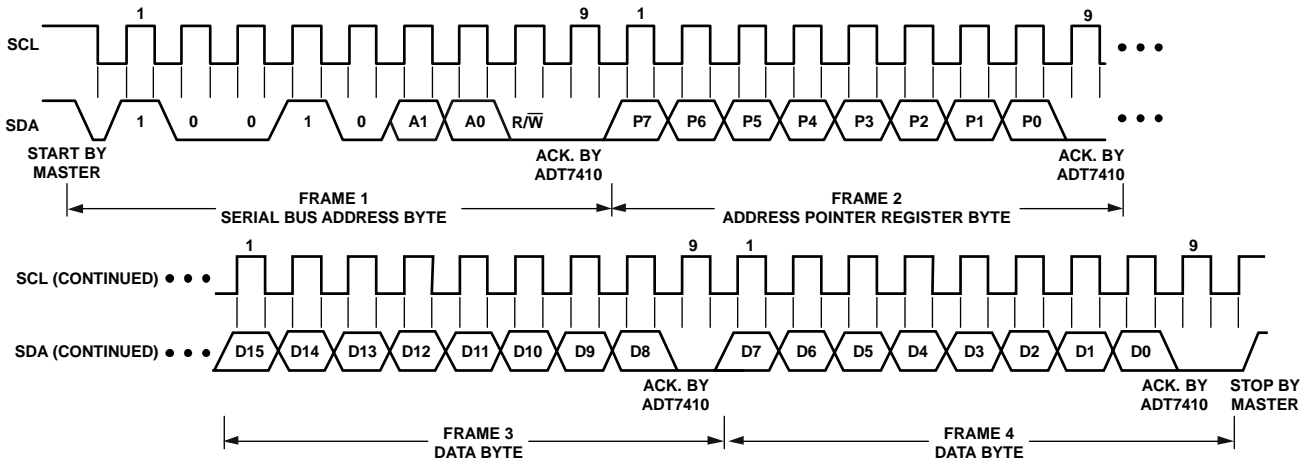 1 9 1 9
SCL
SDA 1 0 0 1 0 A1 A0 R/W̅ P7 P6 P5 P4 P3 P2 P1 P0
START BY
MASTER
ACK. BY
ADT7410
ACK. BY
ADT7410
FRAME 1
SERIAL BUS ADDRESS BYTE
FRAME 2
ADDRESS POINTER REGISTER BYTE
1 9 1 9
SCL (CONTINUED)
SDA (CONTINUED) D15 D14 D13 D12 D11 D10 D9 D8 D7 D6 D5 D4 D3 D2 D1 D0
ACK. BY
ADT7410
ACK. BY
ADT7410
STOP BY
MASTER
FRAME 3
DATA BYTE
FRAME 4
DATA BYTE